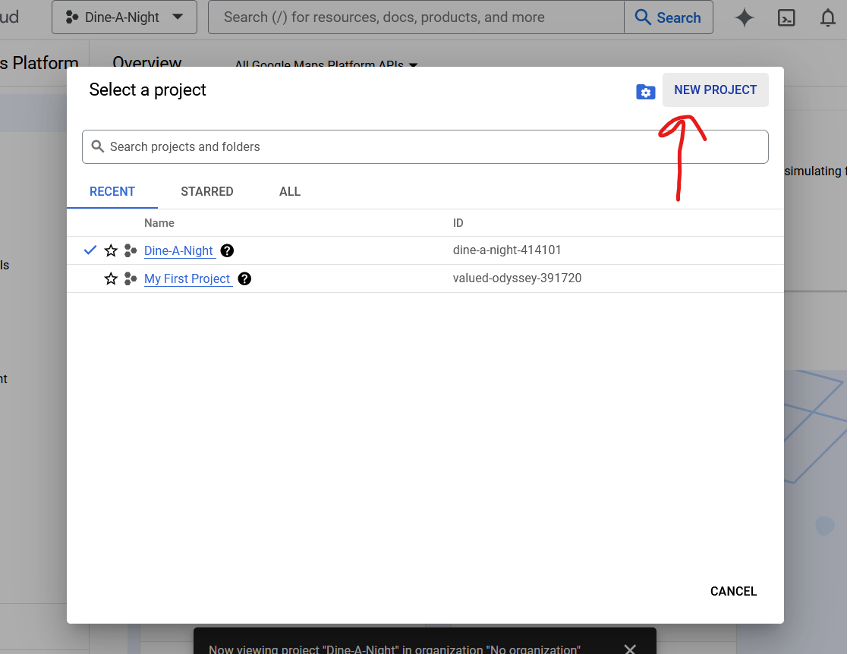 ud
Dine-A-Night
Search (/) for resources, docs, products, and more
Search
s Platform
Overview
All Google Maps Platform APIs
Select a project
NEW PROJECT
Search projects and folders
simulating f
RECENT
STARRED
ALL
Name
ID
Dine-A-Night
dine-a-night-414101
ls
My First Project
valued-odyssey-391720
nt
CANCEL
Now viewing project "Dine-A-Night" in organization "No organization"